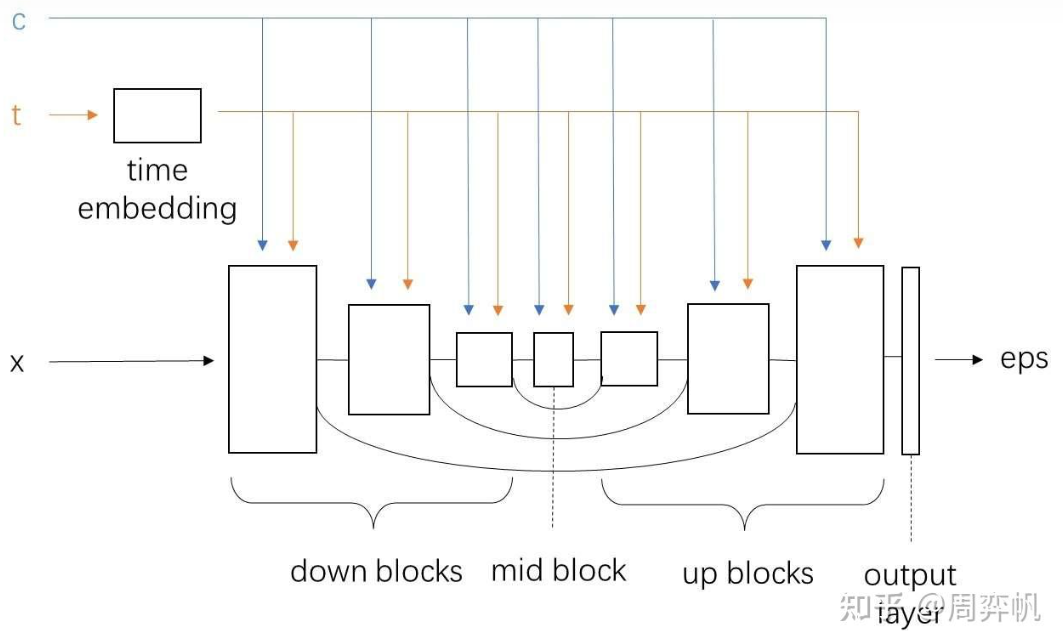 c
t
time
embedding
x
eps
down blocks
mid block
up blocks
output
layer
知乎 @周弈帆